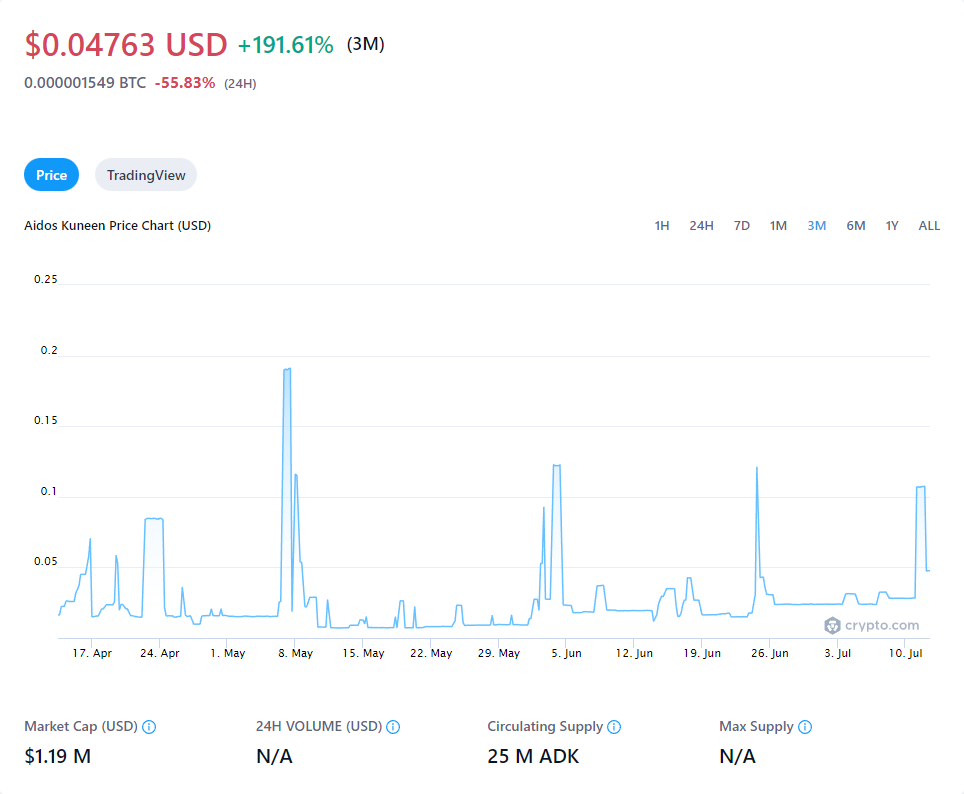 $0.04763 USD +191.61% (3M)
0.000001549 BTC -55.83% (24H)
Price TradingView
Aidos Kuneen Price Chart (USD) 1H 24H 7D 1M 3M 6M 1Y ALL
0.25
0.2
0.15
0.1
0.05
crypto.com
17. Apr 24. Apr 1. May 8. May 15. May 22. May 29. May 5. Jun 12. Jun 19. Jun 26. Jun 3. Jul 10. Jul
Market Cap (USD) 24H VOLUME (USD) Circulating Supply Max Supply
$1.19 M N/A 25 M ADK N/A